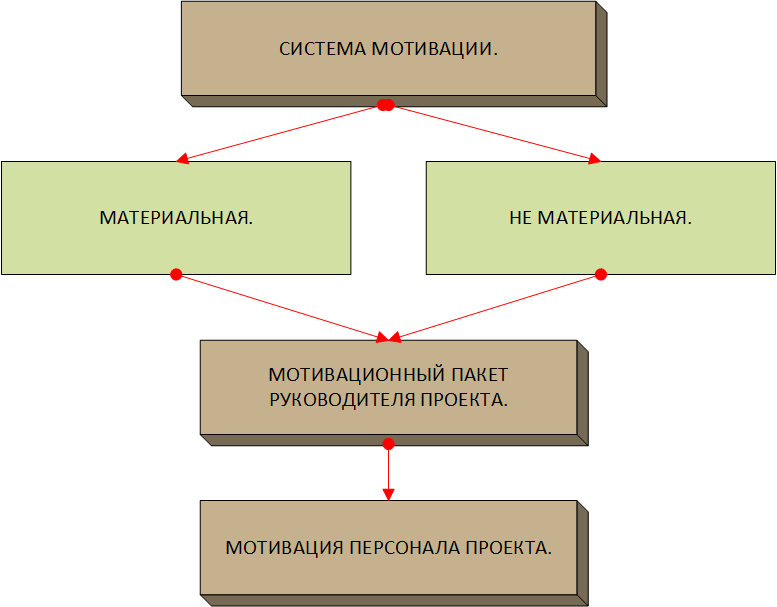 СИСТЕМА МОТИВАЦИИ.
МАТЕРИАЛЬНАЯ.
НЕ МАТЕРИАЛЬНАЯ.
МОТИВАЦИОННЫЙ ПАКЕТ
РУКОВОДИТЕЛЯ ПРОЕКТА.
МОТИВАЦИЯ ПЕРСОНАЛА ПРОЕКТА.